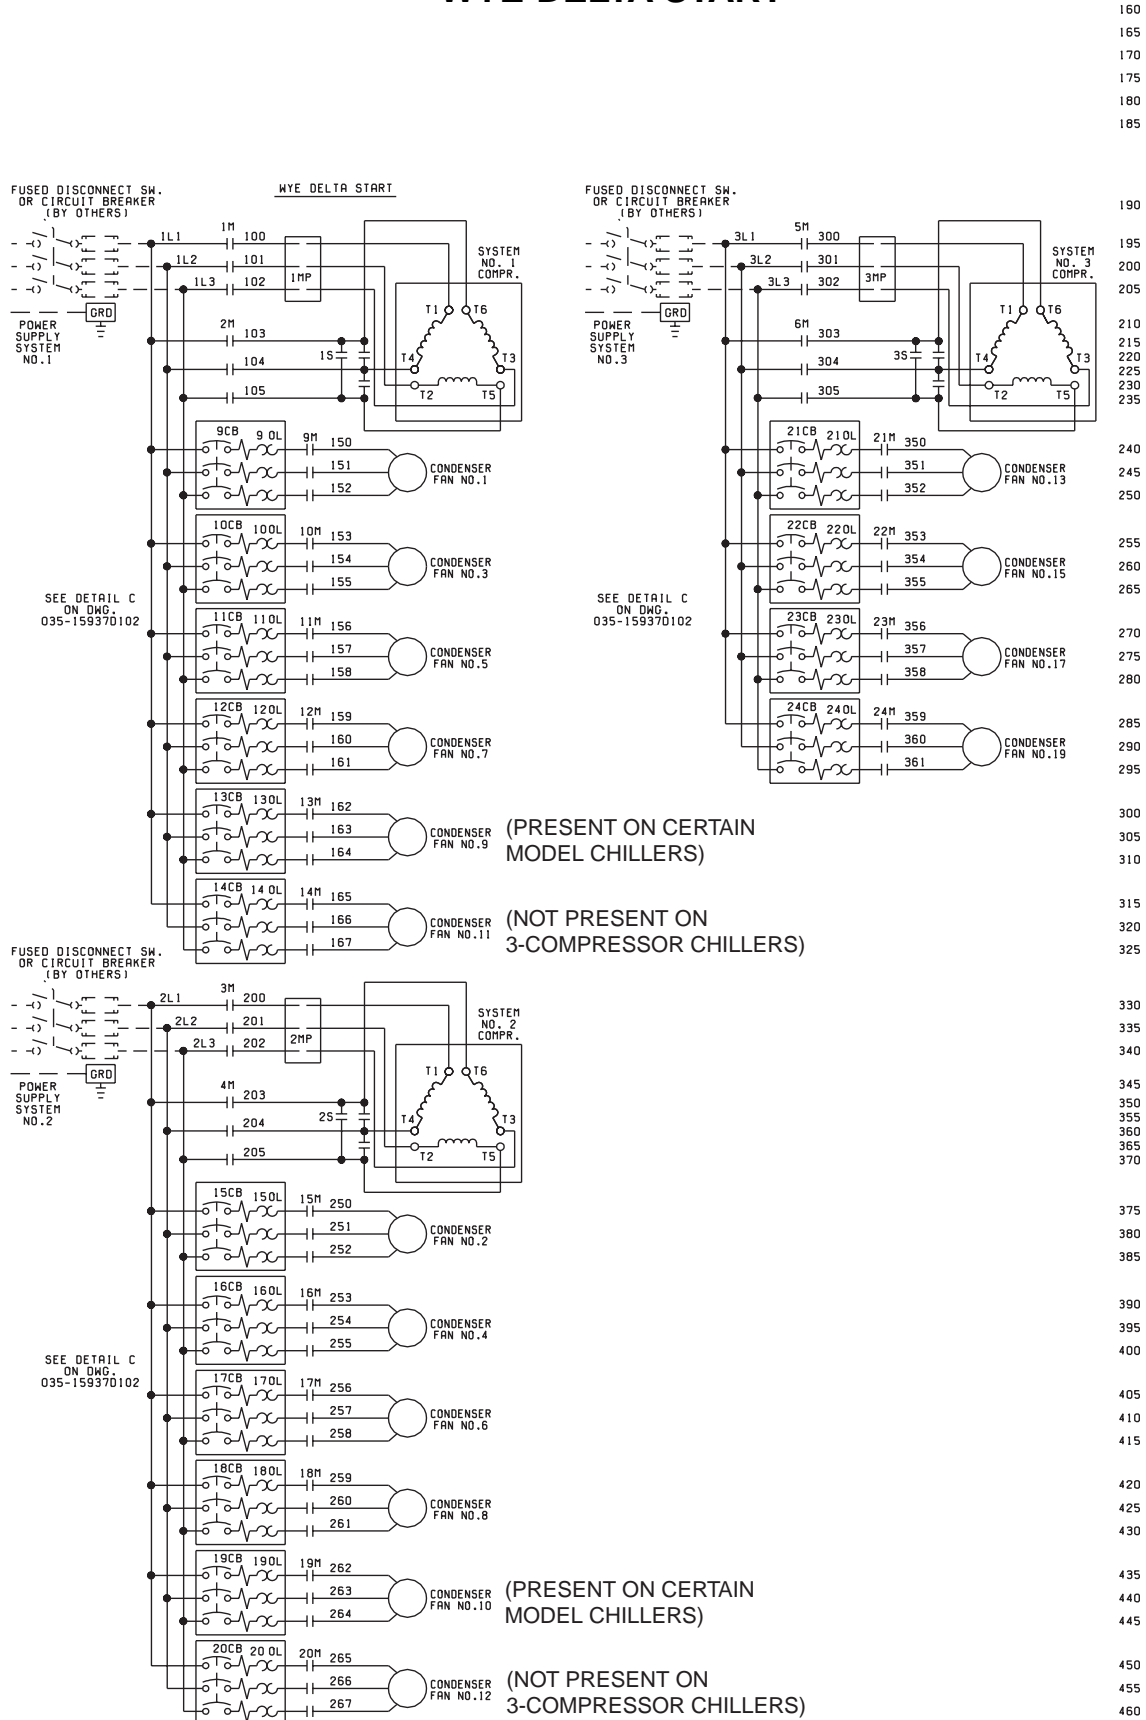 WYE DELTA START
160
165
170
175
180
185
FUSED DISCONNECT SW.
OR CIRCUIT BREAKER
(BY OTHERS)
WYE DELTA START
1L1
1M
100
1L2
101
1L3
102
1MP
SYSTEM
NO. 1
COMPR.
GRD
POWER
SUPPLY
SYSTEM
NO.1
2M
103
104
105
1S
T1
T6
T4
T3
T2
T5
9CB
9 OL
9M
150
151
152
CONDENSER
FAN NO.1
10CB
10OL
10M
153
154
155
CONDENSER
FAN NO.3
SEE DETAIL C
ON DWG.
035-15937D102
11CB
11OL
11M
156
157
158
CONDENSER
FAN NO.5
12CB
12OL
12M
159
160
161
CONDENSER
FAN NO.7
13CB
13OL
13M
162
163
164
CONDENSER
FAN NO.9
(PRESENT ON CERTAIN
MODEL CHILLERS)
14CB
14 OL
14M
165
166
167
CONDENSER
FAN NO.11
(NOT PRESENT ON
3-COMPRESSOR CHILLERS)
FUSED DISCONNECT SW.
OR CIRCUIT BREAKER
(BY OTHERS)
3L1
5M
300
3L2
301
3L3
302
3MP
SYSTEM
NO. 3
COMPR.
GRD
POWER
SUPPLY
SYSTEM
NO.3
6M
303
304
305
3S
T1
T6
T4
T3
T2
T5
21CB
21OL
21M
350
351
352
CONDENSER
FAN NO.13
22CB
22OL
22M
353
354
355
CONDENSER
FAN NO.15
SEE DETAIL C
ON DWG.
035-15937D102
23CB
23OL
23M
356
357
358
CONDENSER
FAN NO.17
24CB
24OL
24M
359
360
361
CONDENSER
FAN NO.19
190
195
200
205
210
215
220
225
230
235
240
245
250
255
260
265
270
275
280
285
290
295
300
305
310
315
320
325
FUSED DISCONNECT SW.
OR CIRCUIT BREAKER
(BY OTHERS)
2L1
3M
200
2L2
201
2L3
202
2MP
SYSTEM
NO. 2
COMPR.
GRD
POWER
SUPPLY
SYSTEM
NO.2
4M
203
204
205
2S
T1
T6
T4
T3
T2
T5
15CB
15OL
15M
250
251
252
CONDENSER
FAN NO.2
16CB
16OL
16M
253
254
255
CONDENSER
FAN NO.4
SEE DETAIL C
ON DWG.
035-15937D102
17CB
17OL
17M
256
257
258
CONDENSER
FAN NO.6
18CB
18OL
18M
259
260
261
CONDENSER
FAN NO.8
19CB
19OL
19M
262
263
264
CONDENSER
FAN NO.10
(PRESENT ON CERTAIN
MODEL CHILLERS)
20CB
20 OL
20M
265
266
267
CONDENSER
FAN NO.12
(NOT PRESENT ON
3-COMPRESSOR CHILLERS)
330
335
340
345
350
355
360
365
370
375
380
385
390
395
400
405
410
415
420
425
430
435
440
445
450
455
460